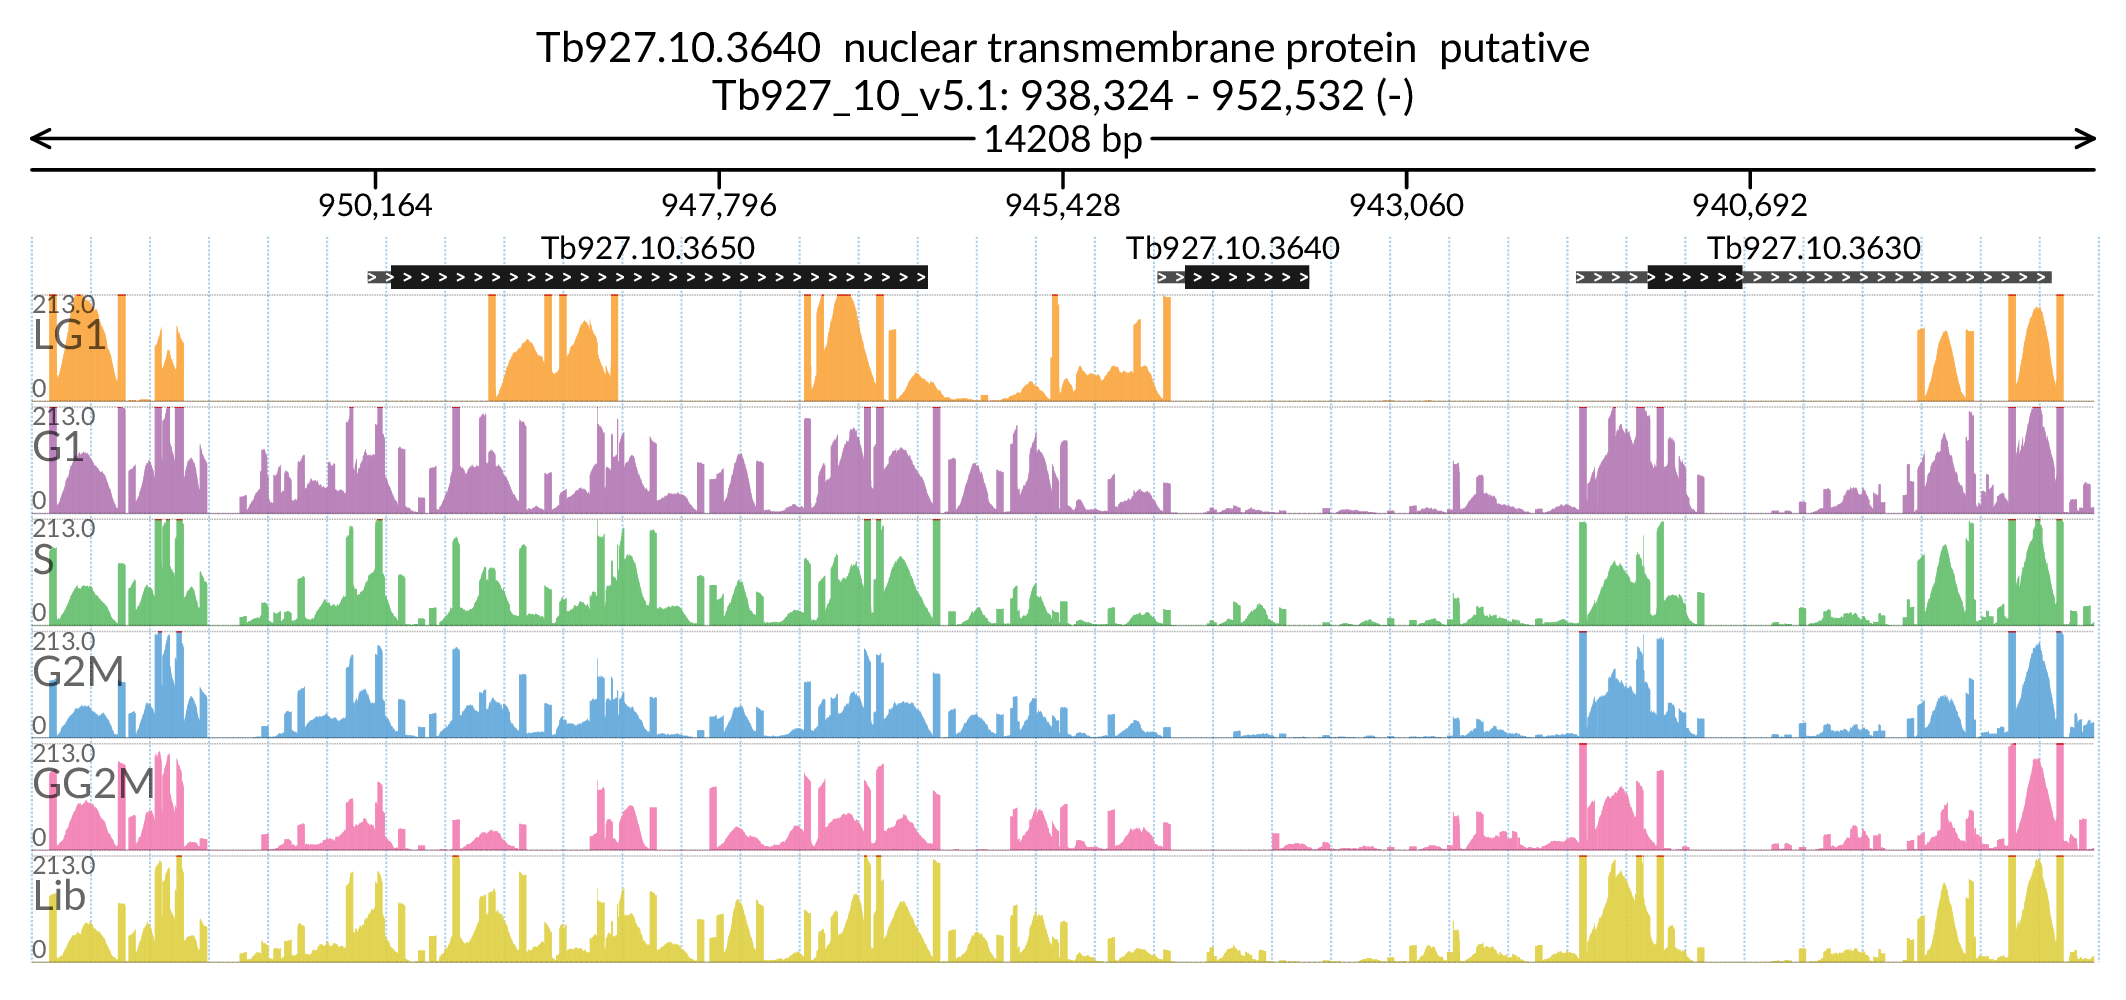 Tb927.10.3640 nuclear transmembrane protein putative
Tb927_10_v5.1: 938,324 - 952,532 (-)
14208 bp
950,164 947,796 945,428 943,060 940,692
Tb927.10.3650 Tb927.10.3640 Tb927.10.3630
213.0
LG1
0
213.0
G1
0
213.0
S
0
213.0
G2M
0
213.0
GG2M
0
213.0
Lib
0